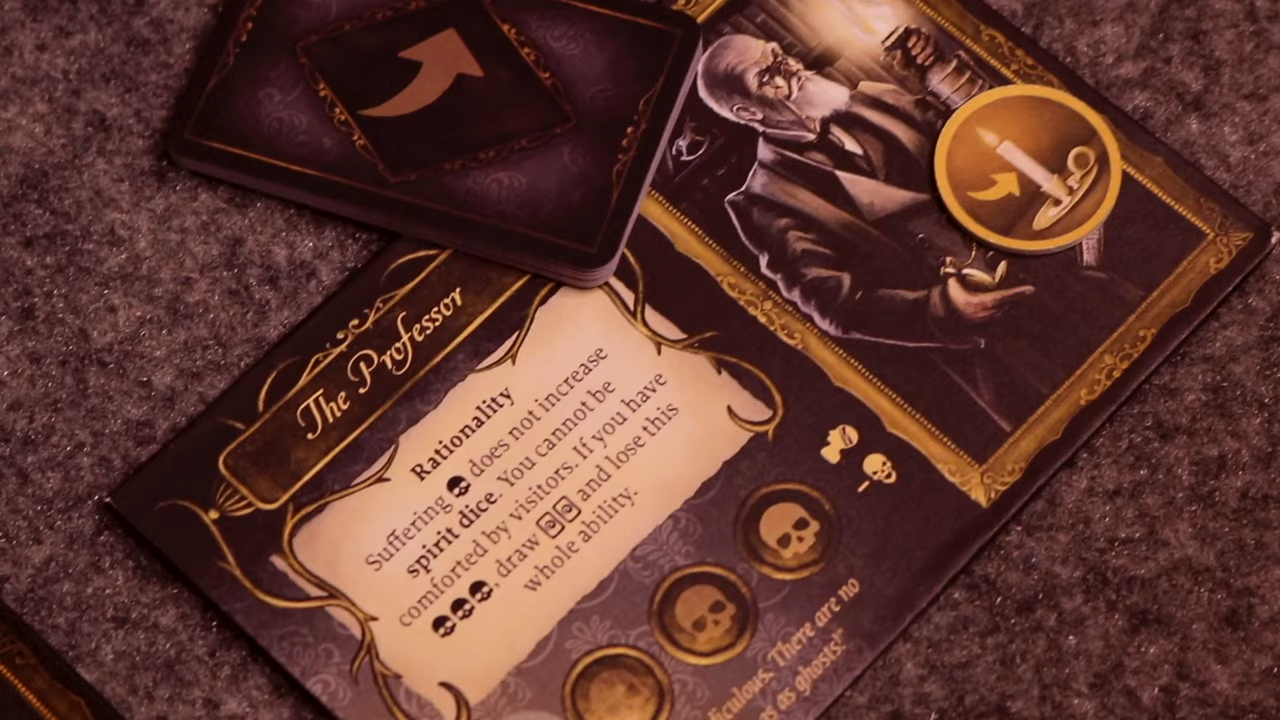 The Professor
Rationality
Suffering does not increase
spirit dice. You cannot be
comforted by visitors. If you have
, draw and lose this
whole ability.
There are no
as ghosts!"